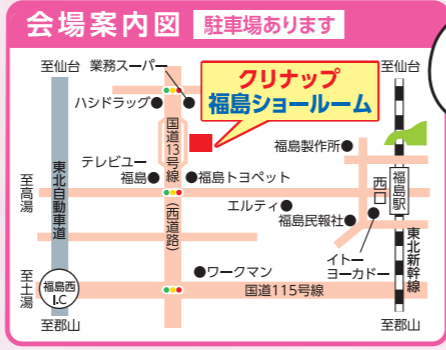 会場案内図 駐車場あります
至仙台
業務スーパー
至仙台
クリナップ
福島ショールーム
ハシドラッグ
国道13号線
(西道路)
福島製作所
テレビユー
福島
福島トヨペット
東北自動車道
至高湯
西口
福島駅
エルティ
福島民報社
東北新幹線
イトー
ヨーカドー
至土湯
福島西
I.C
ワークマン
国道115号線
至郡山
至郡山